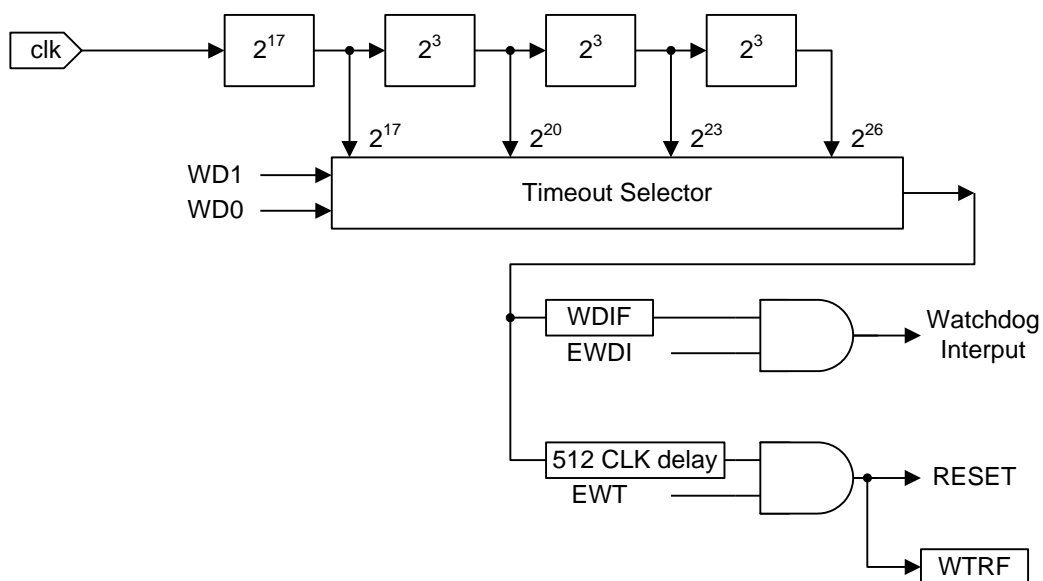 clk
2^17
2^3
2^3
2^3
2^17
2^20
2^23
2^26
WD1
WD0
Timeout Selector
WDIF
EWDI
Watchdog
Interput
512 CLK delay
EWT
RESET
WTRF